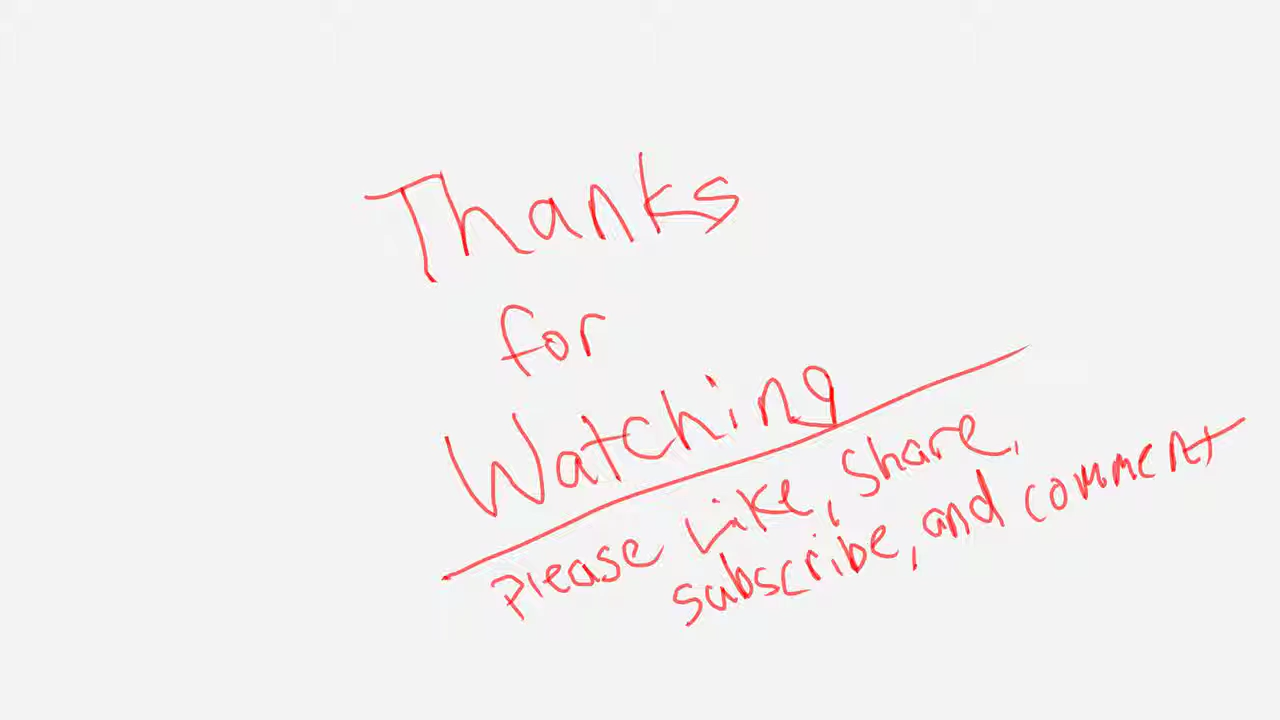 Thanks
for
Watching
Please Like, Share,
subscribe, and comment